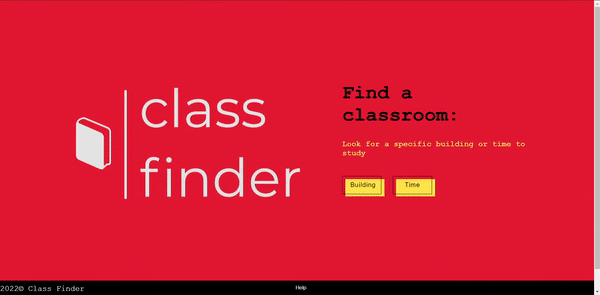 class
finder
Find a
classroom:
Look for a specific building or time to
study
Building
Time
2022© Class Finder
Help